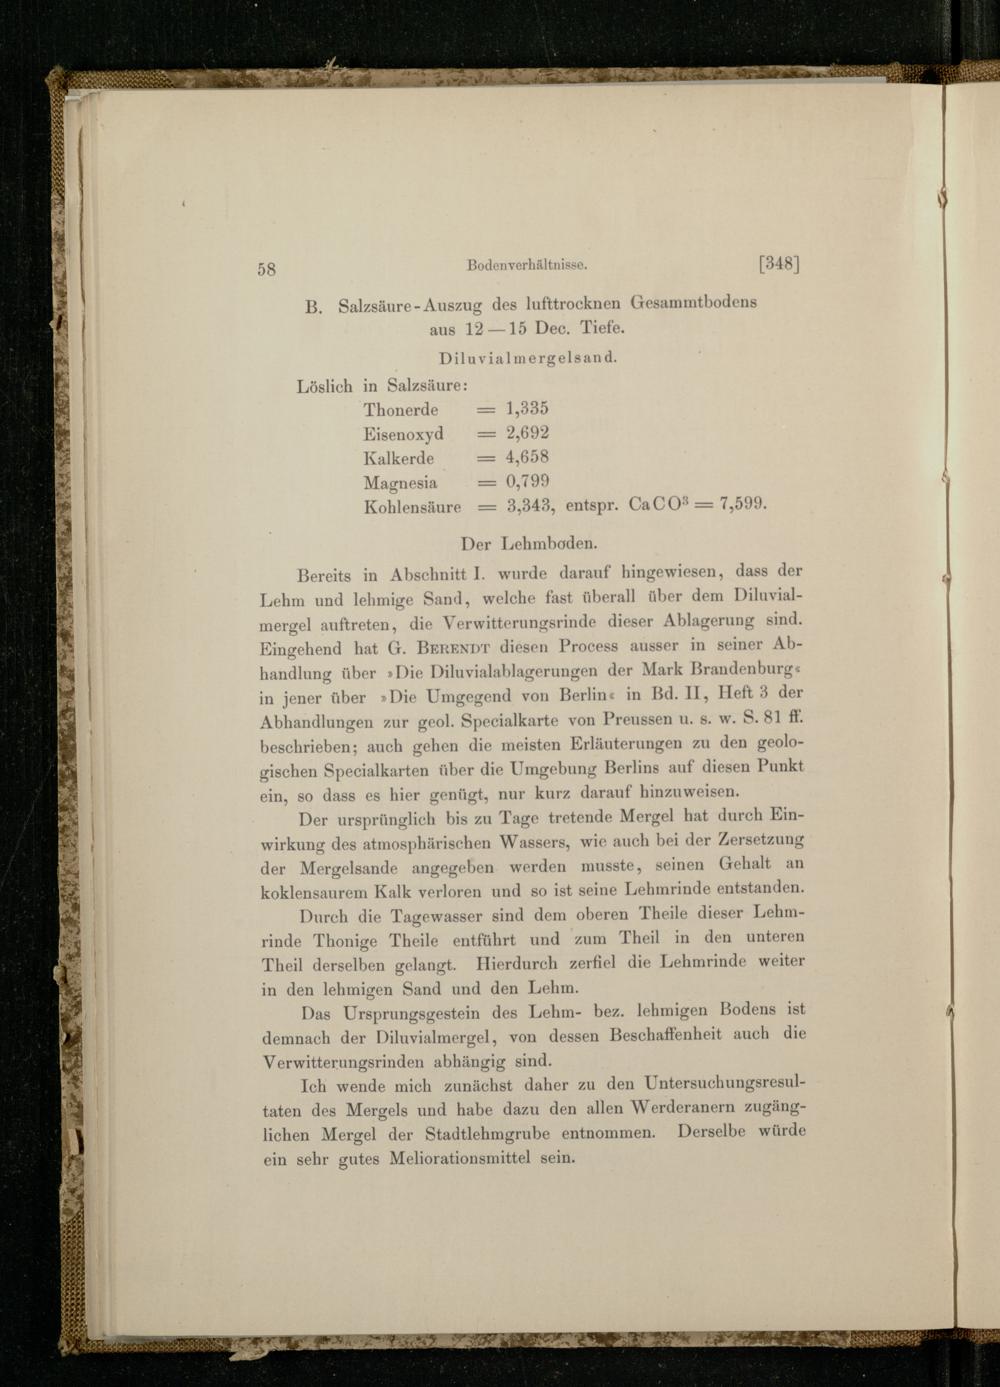 58 Bodenverhältnisse. [348]
B. Salzsäure-Auszug des lufttrocknen Gesammtbodens
aus 12—15 Dec. Tiefe.
Diluvialmergelsand.
Löslich in Salzsäure:
Thonerde = 1,335
Eisenoxyd = 2,692
Kalkerde = 4,658
Magnesia = 0,799
Kohlensäure = 3,343, entspr. CaCO³ = 7,599.
Der Lehmboden.
Bereits in Abschnitt I. wurde darauf hingewiesen, dass der
Lehm und lehmige Sand, welche fast überall über dem Diluvial-
mergel auftreten, die Verwitterungsrinde dieser Ablagerung sind.
Eingehend hat G. BERENDT diesen Process ausser in seiner Ab-
handlung über »Die Diluvialablagerungen der Mark Brandenburg«
in jener über »Die Umgegend von Berlin« in Bd. II, Heft 3 der
Abhandlungen zur geol. Specialkarte von Preussen u. s. w. S. 81 ff.
beschrieben; auch gehen die meisten Erläuterungen zu den geolo-
gischen Specialkarten über die Umgebung Berlins auf diesen Punkt
ein, so dass es hier genügt, nur kurz darauf hinzuweisen.
Der ursprünglich bis zu Tage tretende Mergel hat durch Ein-
wirkung des atmosphärischen Wassers, wie auch bei der Zersetzung
der Mergelsande angegeben werden musste, seinen Gehalt an
koklensaurem Kalk verloren und so ist seine Lehmrinde entstanden.
Durch die Tagewasser sind dem oberen Theile dieser Lehm-
rinde Thonige Theile entführt und zum Theil in den unteren
Theil derselben gelangt. Hierdurch zerfiel die Lehmrinde weiter
in den lehmigen Sand und den Lehm.
Das Ursprungsgestein des Lehm- bez. lehmigen Bodens ist
demnach der Diluvialmergel, von dessen Beschaffenheit auch die
Verwitterungsrinden abhängig sind.
Ich wende mich zunächst daher zu den Untersuchungsresul-
taten des Mergels und habe dazu den allen Werderanern zugäng-
lichen Mergel der Stadtlehmgrube entnommen. Derselbe würde
ein sehr gutes Meliorationsmittel sein.